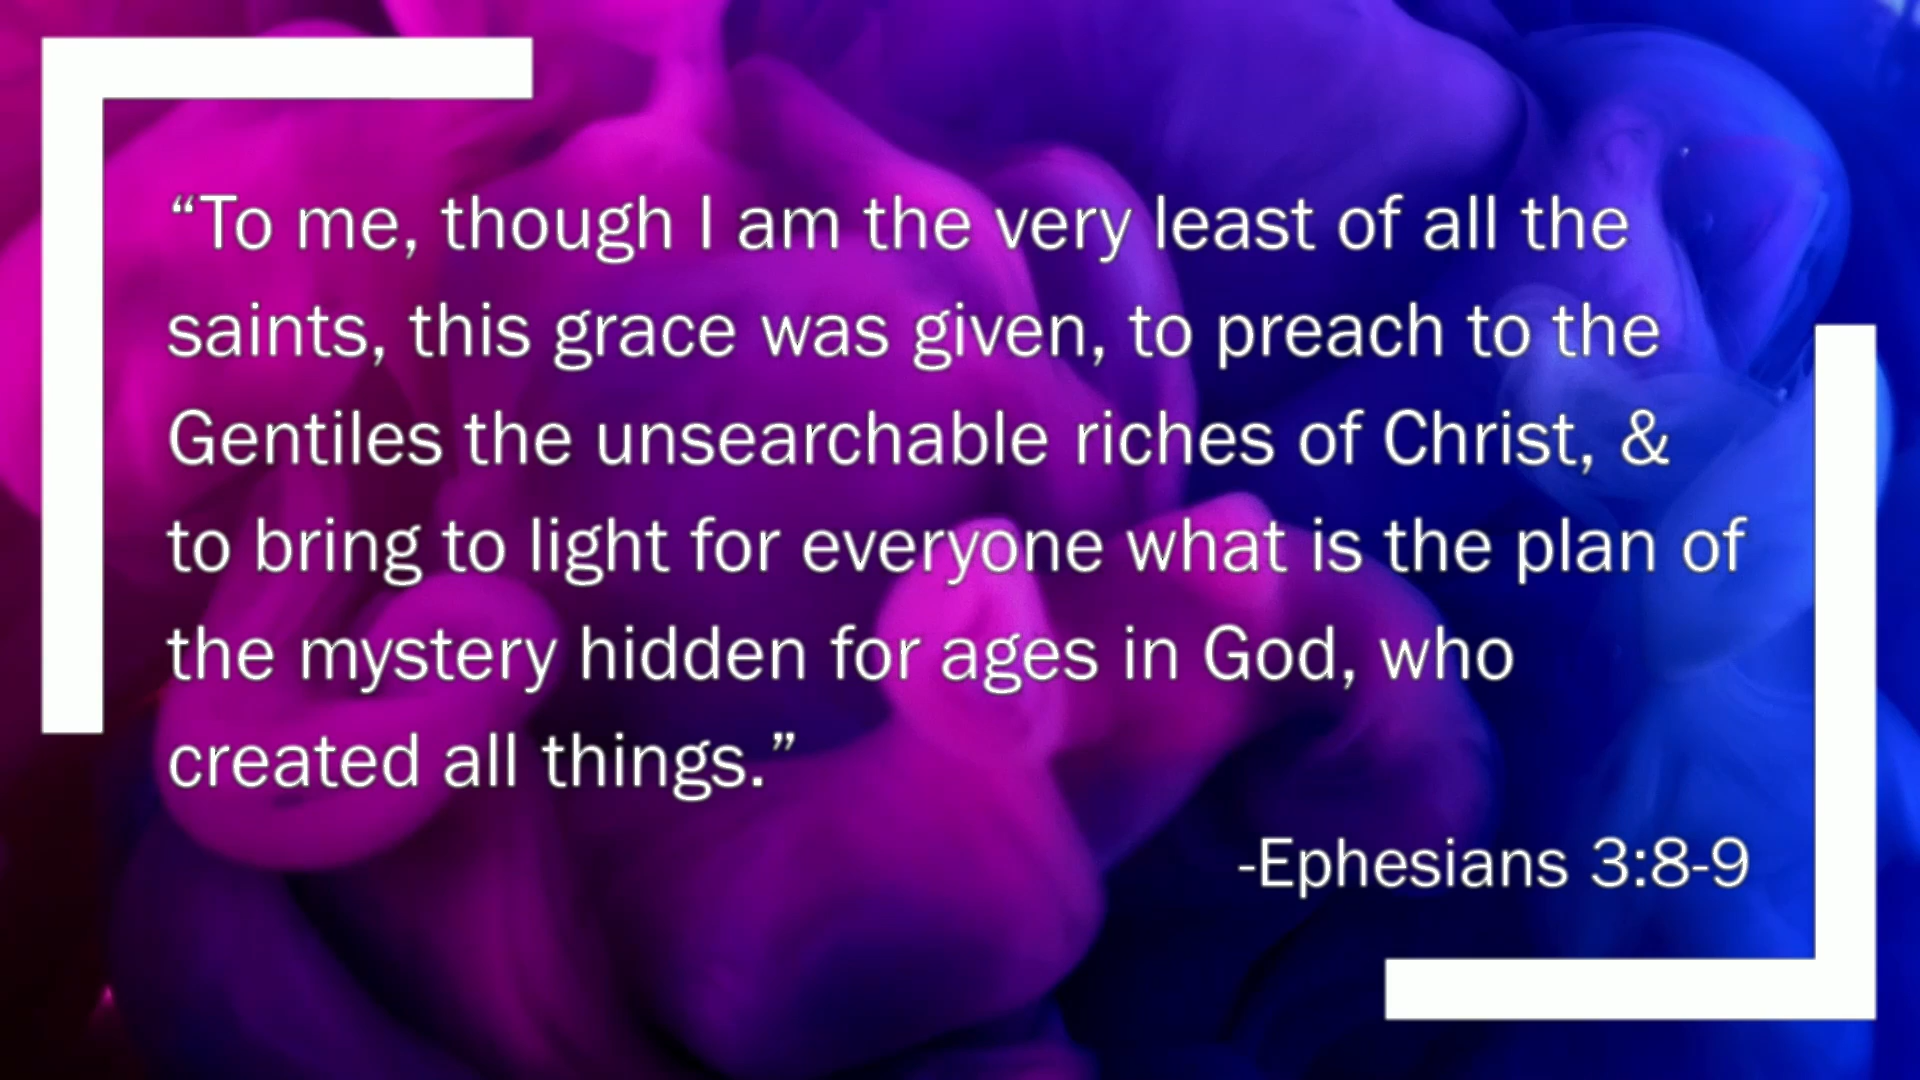 “To me, though I am the very least of all the
saints, this grace was given, to preach to the
Gentiles the unsearchable riches of Christ, &
to bring to light for everyone what is the plan of
the mystery hidden for ages in God, who
created all things.”
-Ephesians 3:8-9